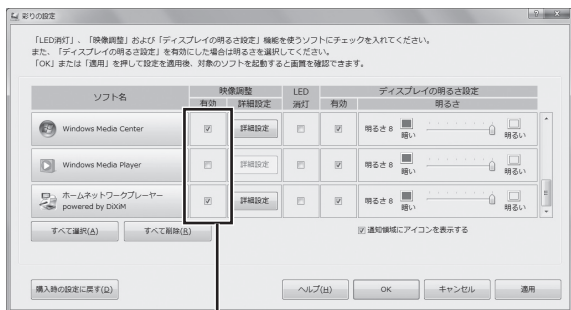 彩りの設定
「LED消灯」、「映像調整」および「ディスプレイの明るさ設定」機能を使うソフトにチェックを入れてください。
また、「ディスプレイの明るさ設定」を有効にした場合は明るさを選択してください。
「OK」または「適用」を押して設定を適用後、対象のソフトを起動すると画質を確認できます。
ソフト名 映像調整 LED消灯 ディスプレイの明るさ設定
有効 詳細設定 有効 明るさ
Windows Media Center 詳細設定 明るさ 8 暗い 明るい
Windows Media Player 詳細設定 明るさ 8 暗い 明るい
ホームネットワークプレーヤー
powered by DiXiM 詳細設定 明るさ 8 暗い 明るい
すべて選択(A) すべて削除(R) 通知領域にアイコンを表示する
購入時の設定に戻す(D) ヘルプ(H) OK キャンセル 適用